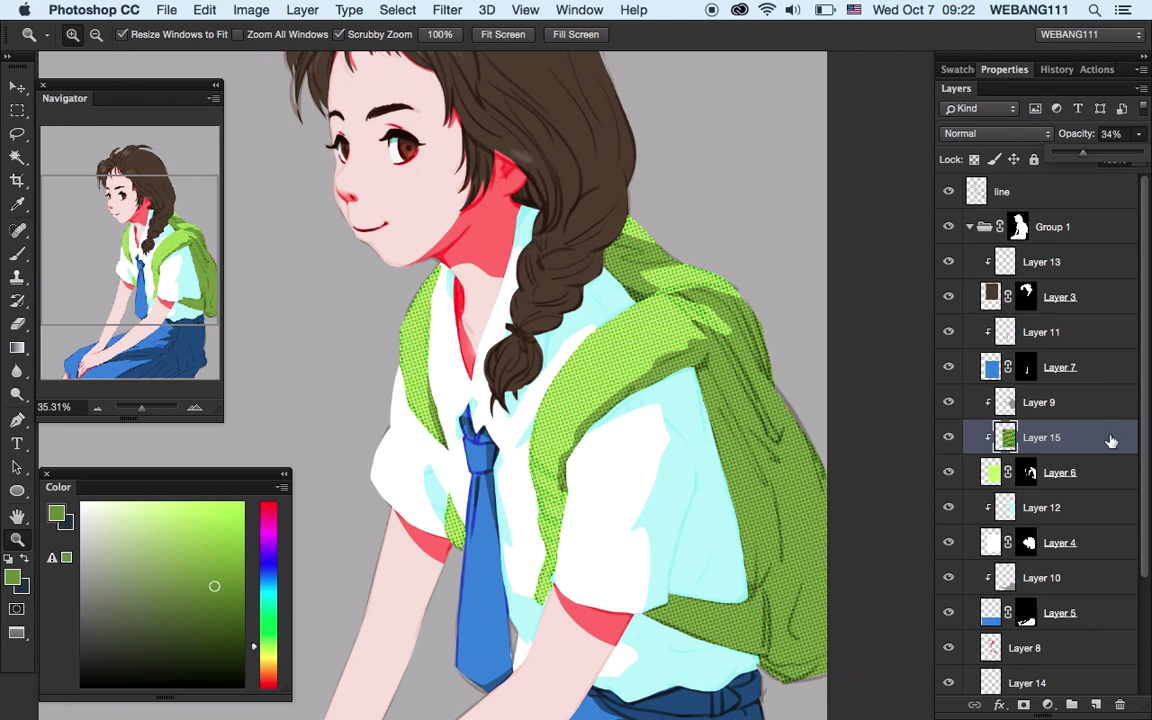 Photoshop CC File Edit Image Layer Type Select Filter 3D View Window Help Wed Oct 7 09:22 WEBANG111
Resize Windows to Fit Zoom All Windows Scrubby Zoom 100% Fit Screen Fill Screen WEBANG111
Swatch Properties History Actions
Layers
Kind
Normal Opacity: 34%
Lock:
line
Group 1
Layer 13
Layer 3
Layer 11
Layer 7
Layer 9
Layer 15
Layer 6
Layer 12
Layer 4
Layer 10
Layer 5
Layer 8
Layer 14
Navigator
35.31%
Color